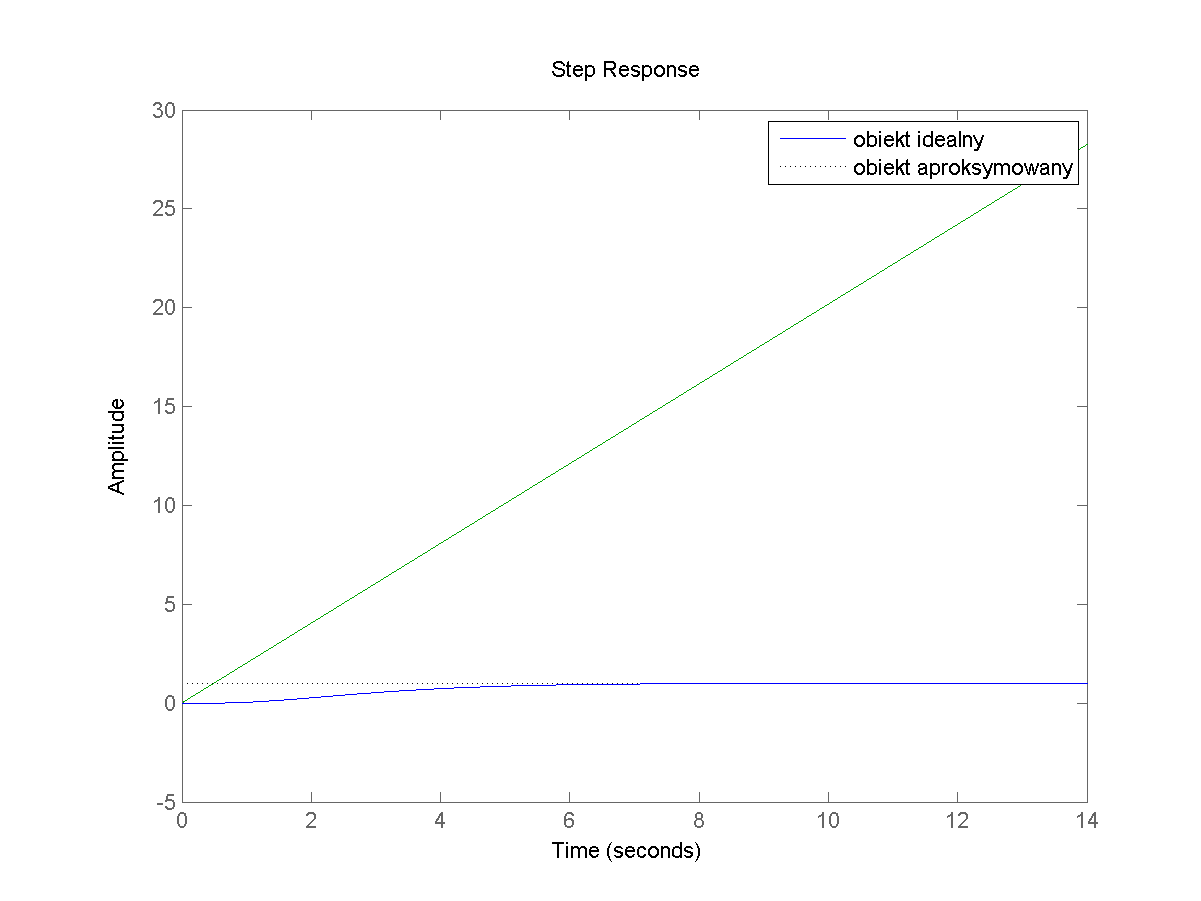 Step Response
30
25
20
15
10
5
0
-5
Amplitude
obiekt idealny
obiekt aproksymowany
0 2 4 6 8 10 12 14
Time (seconds)